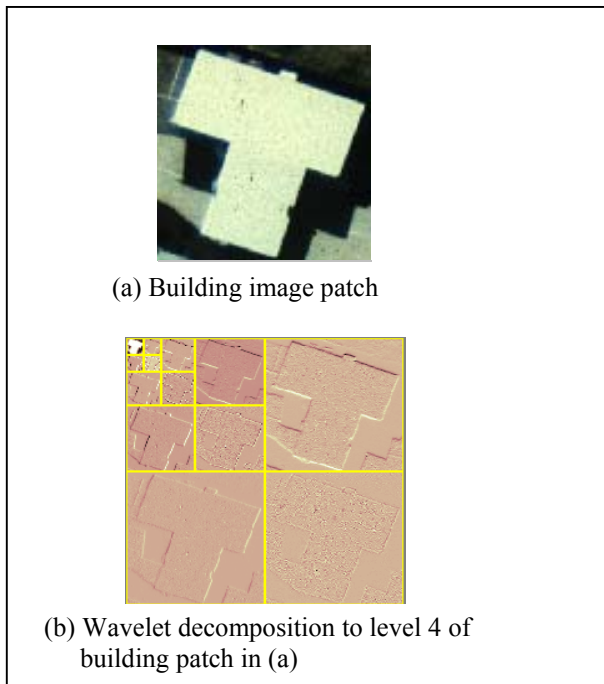 (a) Building image patch
(b) Wavelet decomposition to level 4 of
building patch in (a)